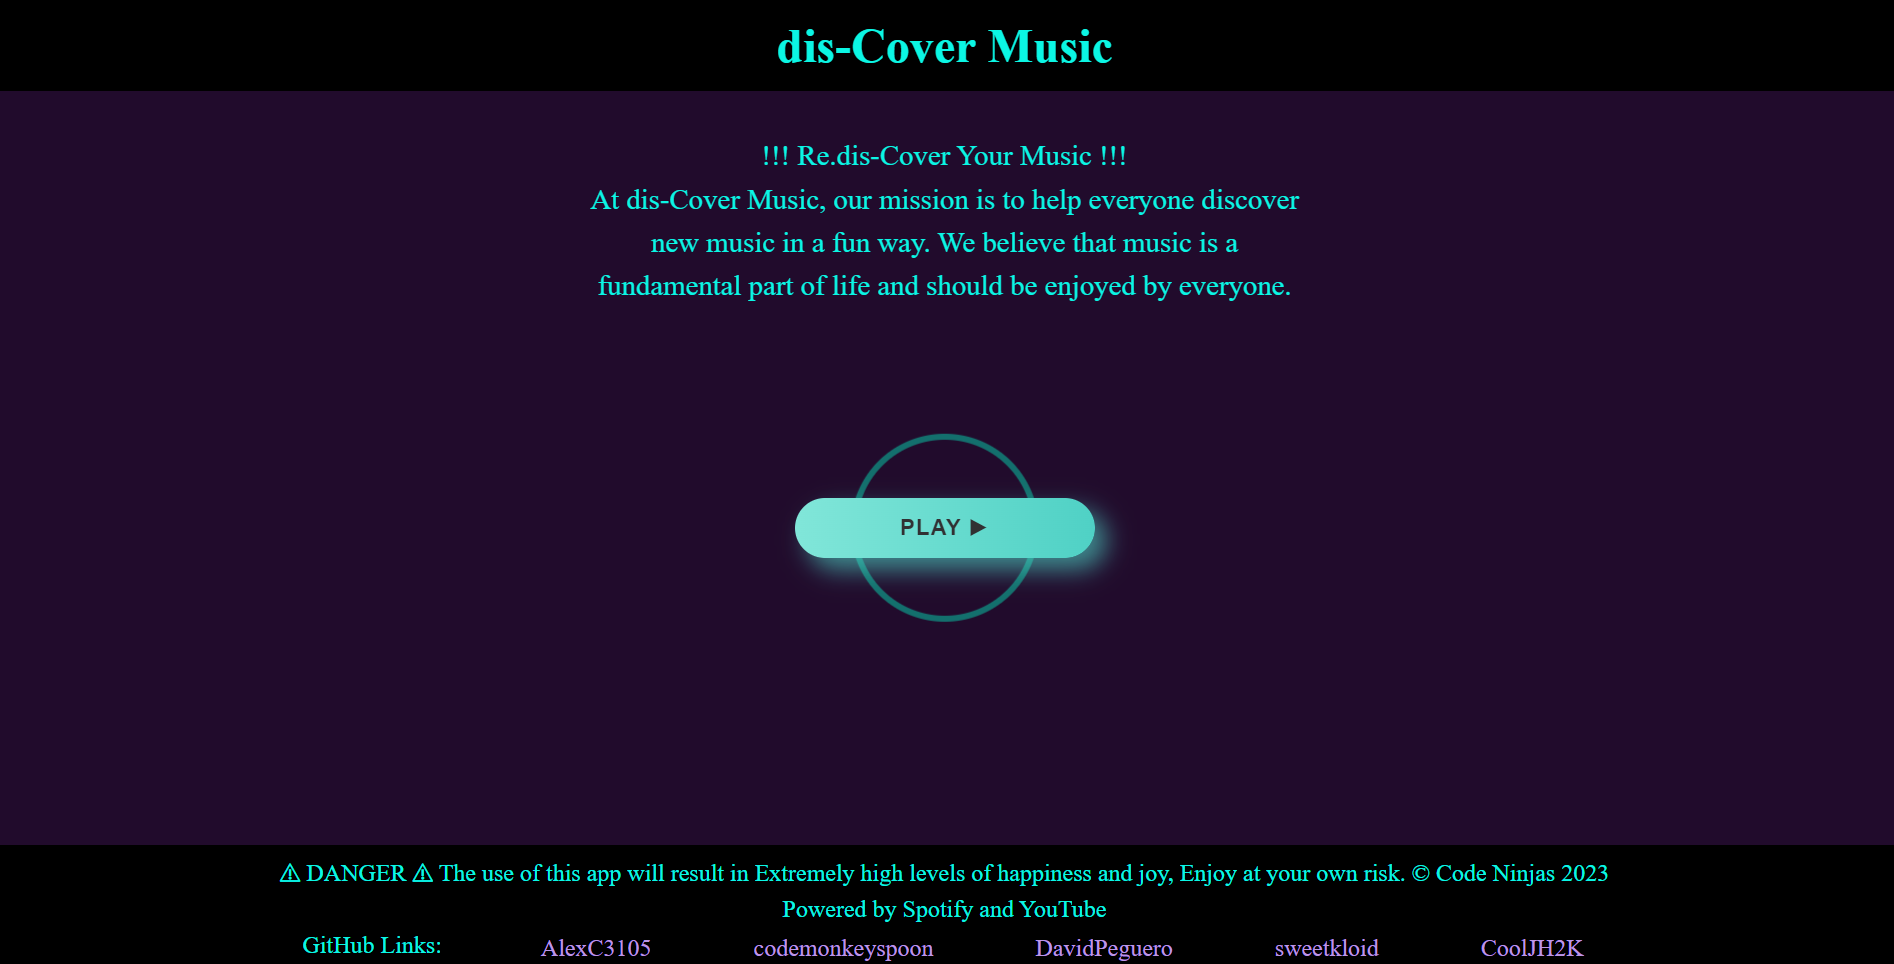 dis-Cover Music
!!! Re.dis-Cover Your Music !!!
At dis-Cover Music, our mission is to help everyone discover
new music in a fun way. We believe that music is a
fundamental part of life and should be enjoyed by everyone.
PLAY ▶
⚠ DANGER ⚠ The use of this app will result in Extremely high levels of happiness and joy, Enjoy at your own risk. © Code Ninjas 2023
Powered by Spotify and YouTube
GitHub Links: AlexC3105 codemonkeyspoon DavidPeguero sweetkloid CoolJH2K